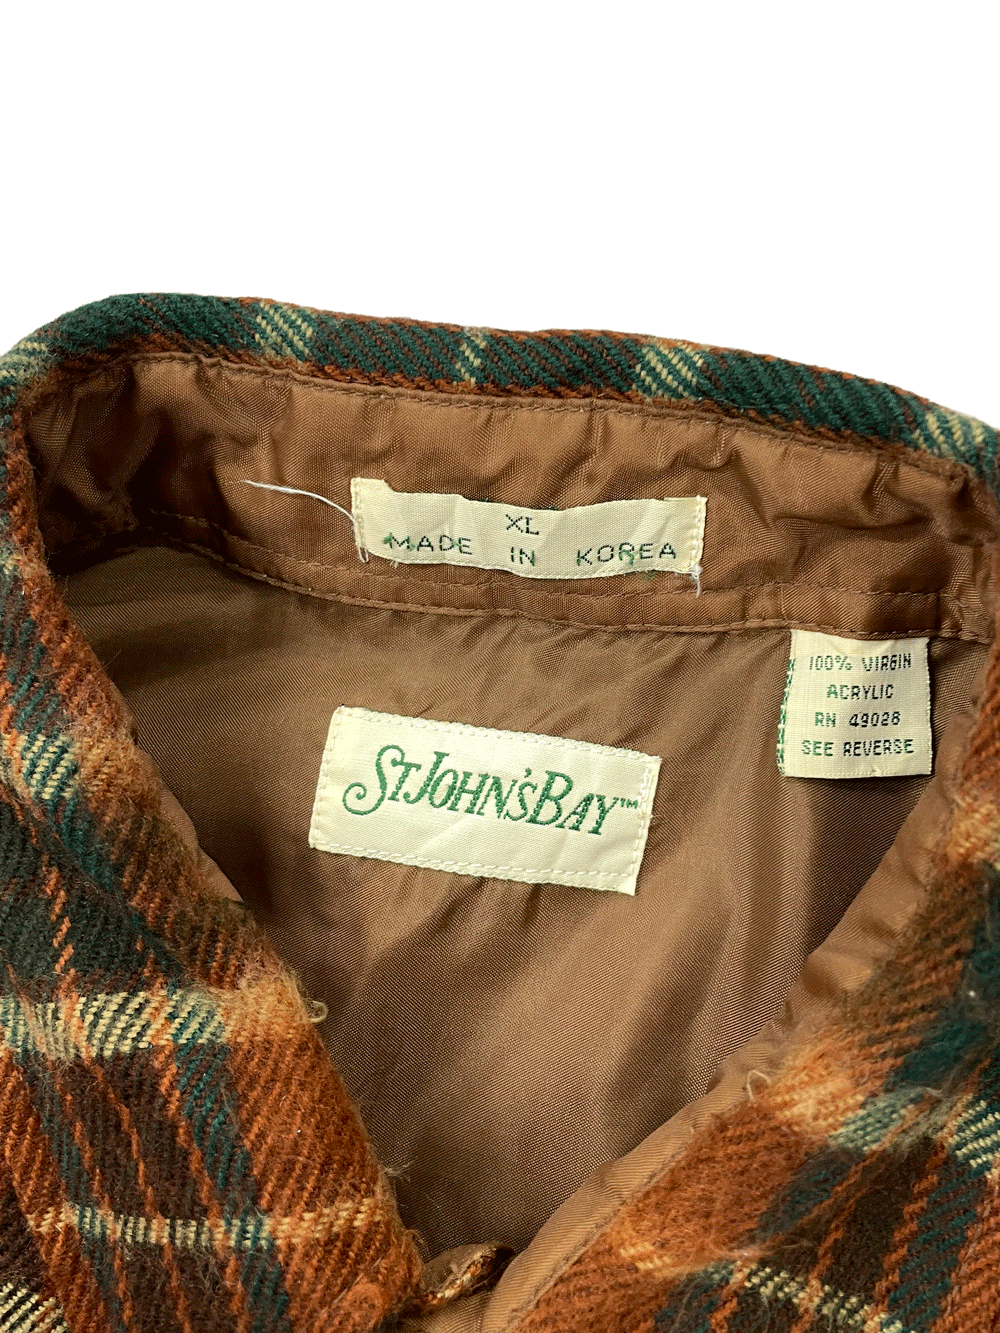 XL
MADE IN KOREA
100% VIRGIN
ACRYLIC
RN 49028
SEE REVERSE
STJOHN'SBAY™